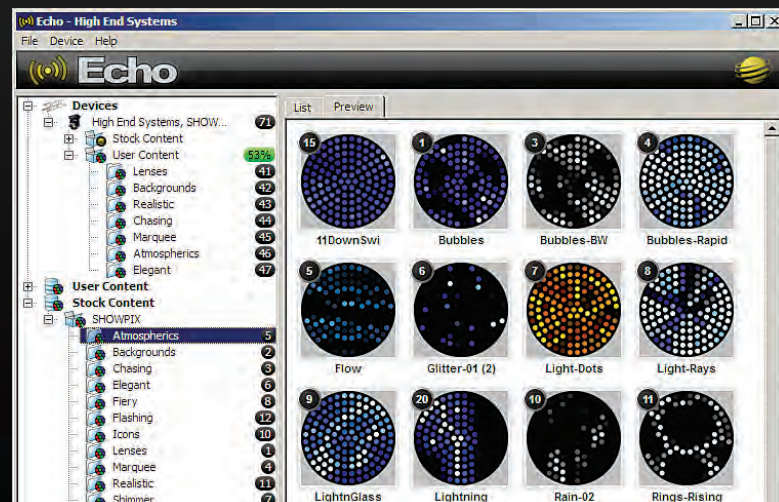 Echo - High End Systems
File Device Help
Echo
Devices
High End Systems, SHOW... 71
Stock Content
User Content 53%
Lenses 41
Backgrounds 42
Realistic 43
Chasing 44
Marquee 45
Atmospherics 46
Elegant 47
User Content
Stock Content
SHOWPIX
Atmospherics 5
Backgrounds 2
Chasing 3
Elegant 6
Fiery 8
Flashing 12
Icons 10
Lenses 1
Marquee 4
Realistic 11
Shimmer 7
List Preview
15 1 3 4
11DownSwi Bubbles Bubbles-BW Bubbles-Rapid
5 6 7 8
Flow Glitter-01 (2) Light-Dots Light-Rays
9 20 10 11
LightnGlass Lightning Rain-02 Rings-Rising